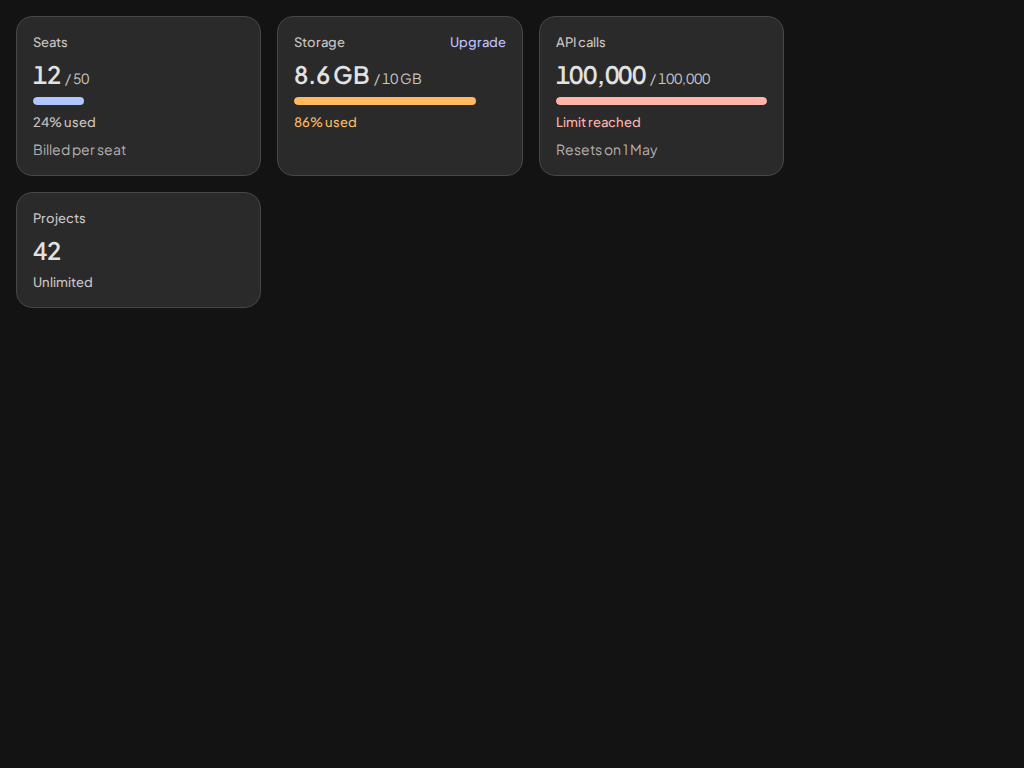 Seats
12 / 50
24% used
Billed per seat
Storage
Upgrade
8.6 GB / 10 GB
86% used
API calls
100,000 / 100,000
Limit reached
Resets on 1 May
Projects
42
Unlimited